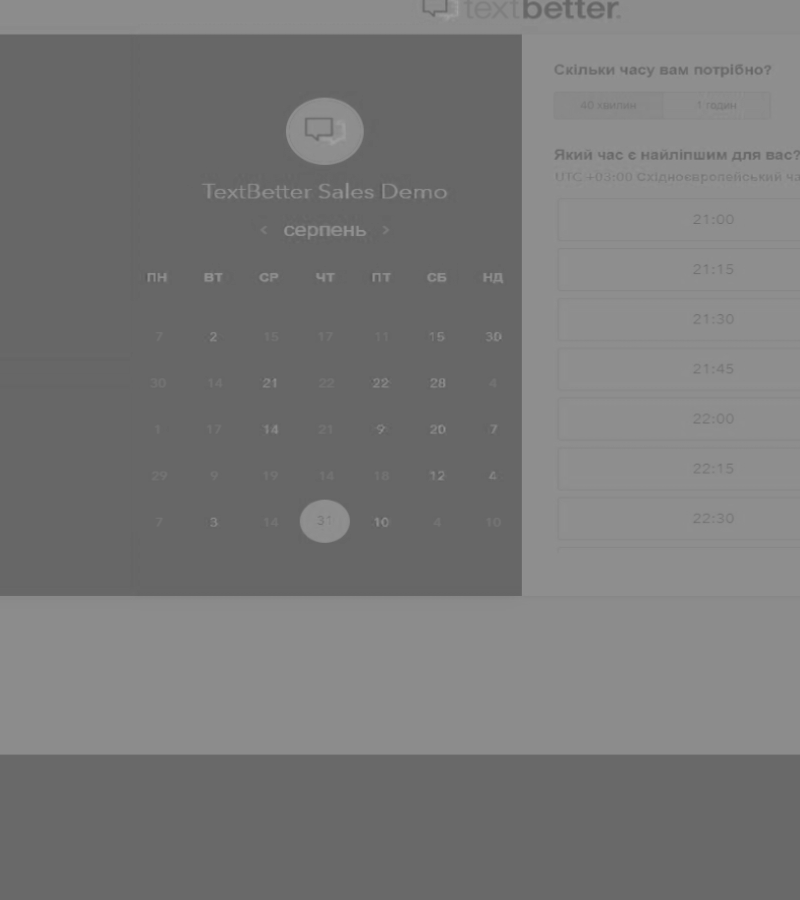 textbetter.
TextBetter Sales Demo
‹ серпень ›
ПН ВТ СР ЧТ ПТ СБ НД
7 2 15 17 11 15 30
30 14 21 22 22 28 4
1 17 14 21 9 20 7
29 9 19 14 18 12 4
7 3 14 31 10 4 10
Скільки часу вам потрібно?
40 хвилин 1 годин
Який час є найліпшим для вас?
UTC +03:00 Східноєвропейський ча
21:00
21:15
21:30
21:45
22:00
22:15
22:30